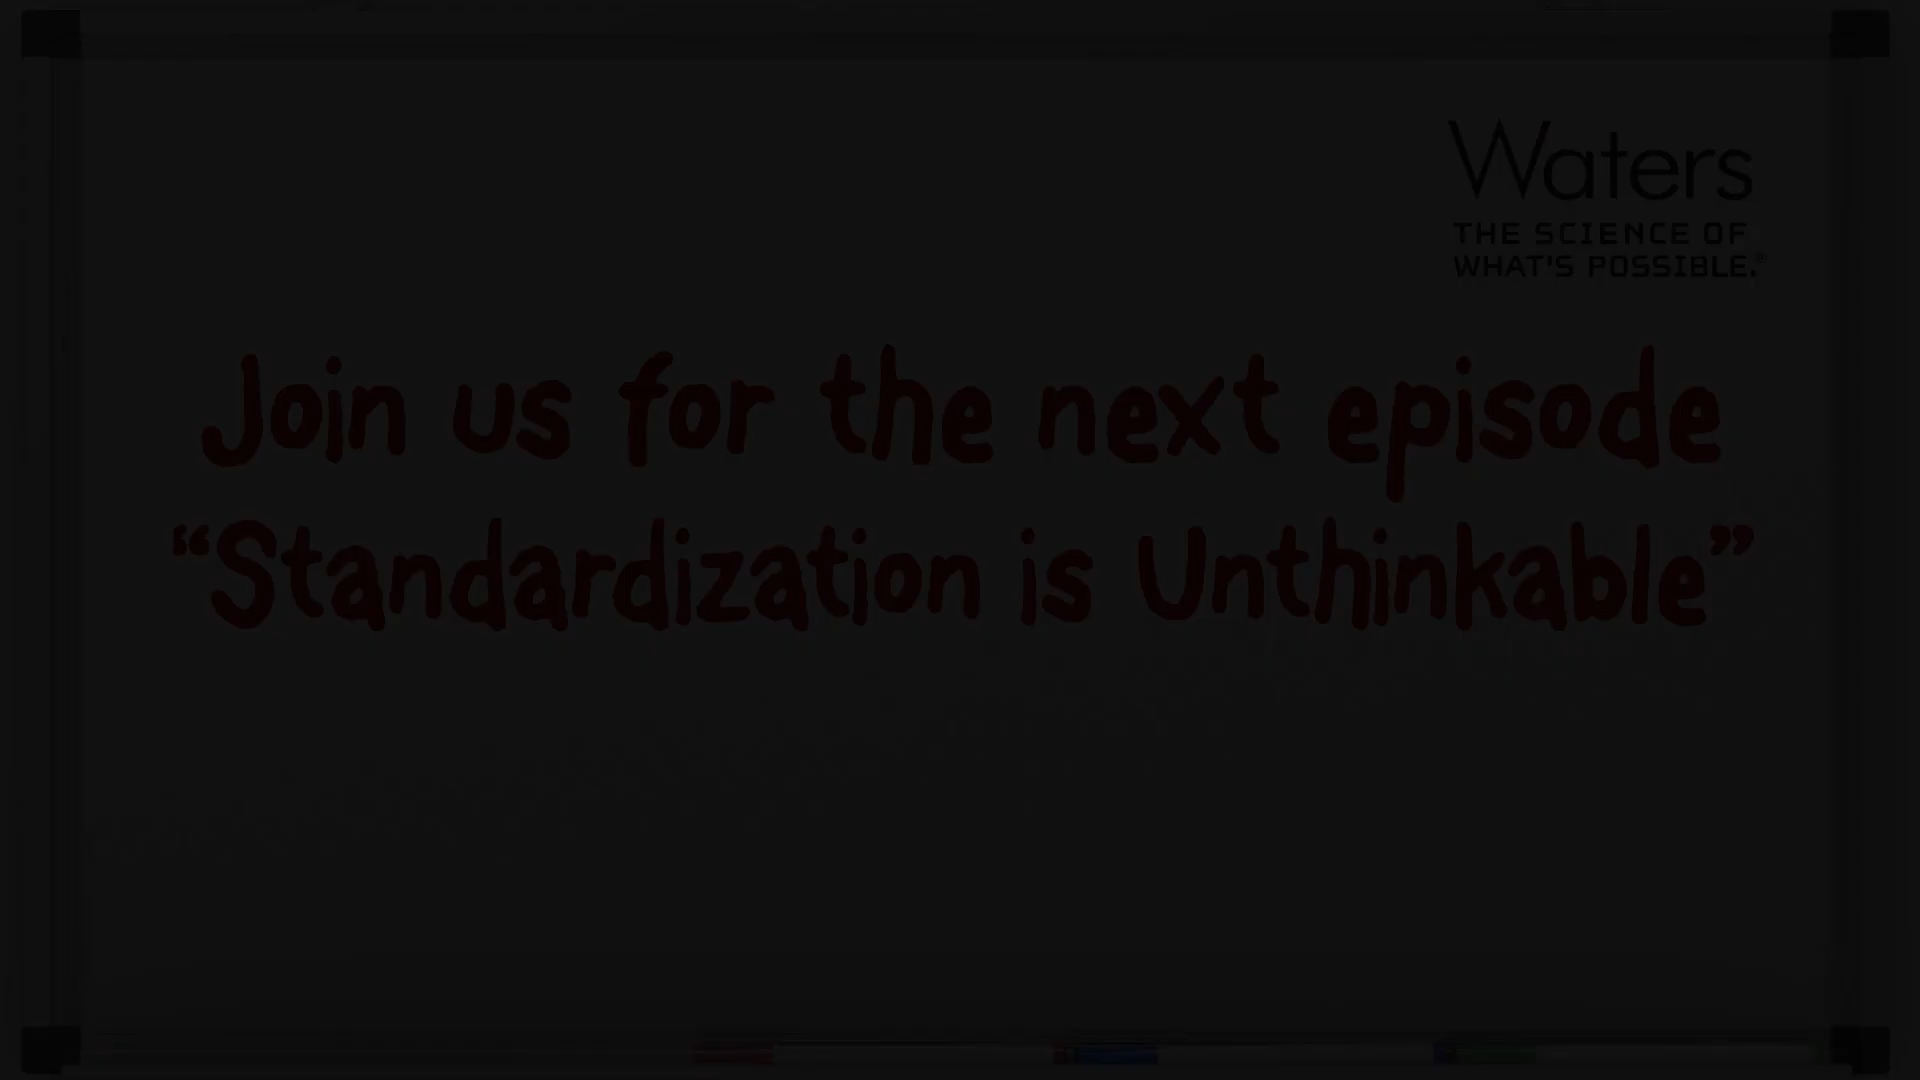 Waters
THE SCIENCE OF
WHAT'S POSSIBLE.®
Join us for the next episode
“Standardization is Unthinkable”